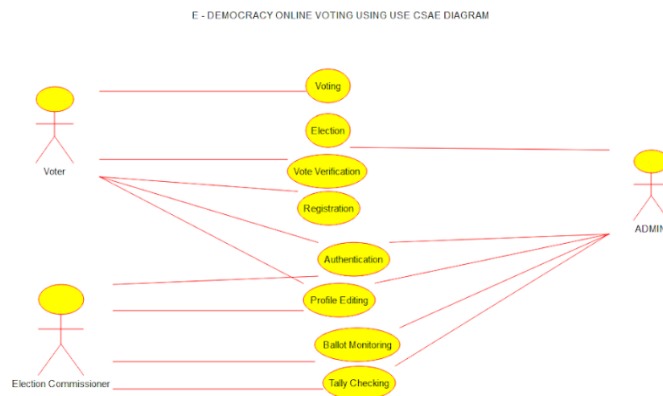 E - DEMOCRACY ONLINE VOTING USING USE CSAE DIAGRAM
Voting
Election
Voter
Vote Verification
Registration
ADMIN
Authentication
Profile Editing
Ballot Monitoring
Election Commissioner
Tally Checking